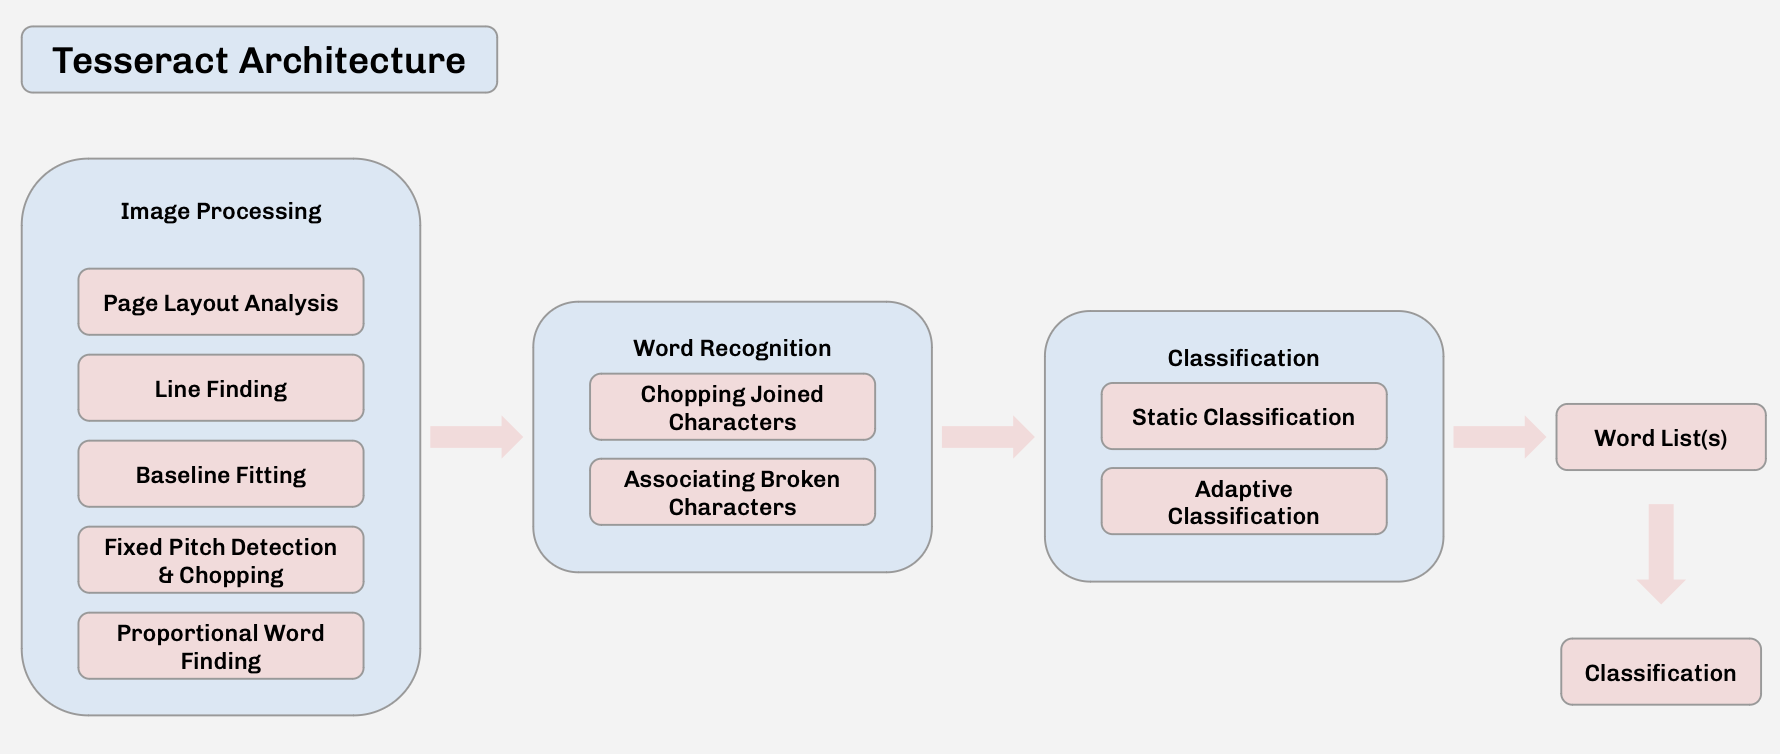 Tesseract Architecture
Image Processing
Page Layout Analysis
Line Finding
Baseline Fitting
Fixed Pitch Detection
& Chopping
Proportional Word
Finding
Word Recognition
Chopping Joined
Characters
Associating Broken
Characters
Classification
Static Classification
Adaptive
Classification
Word List(s)
Classification